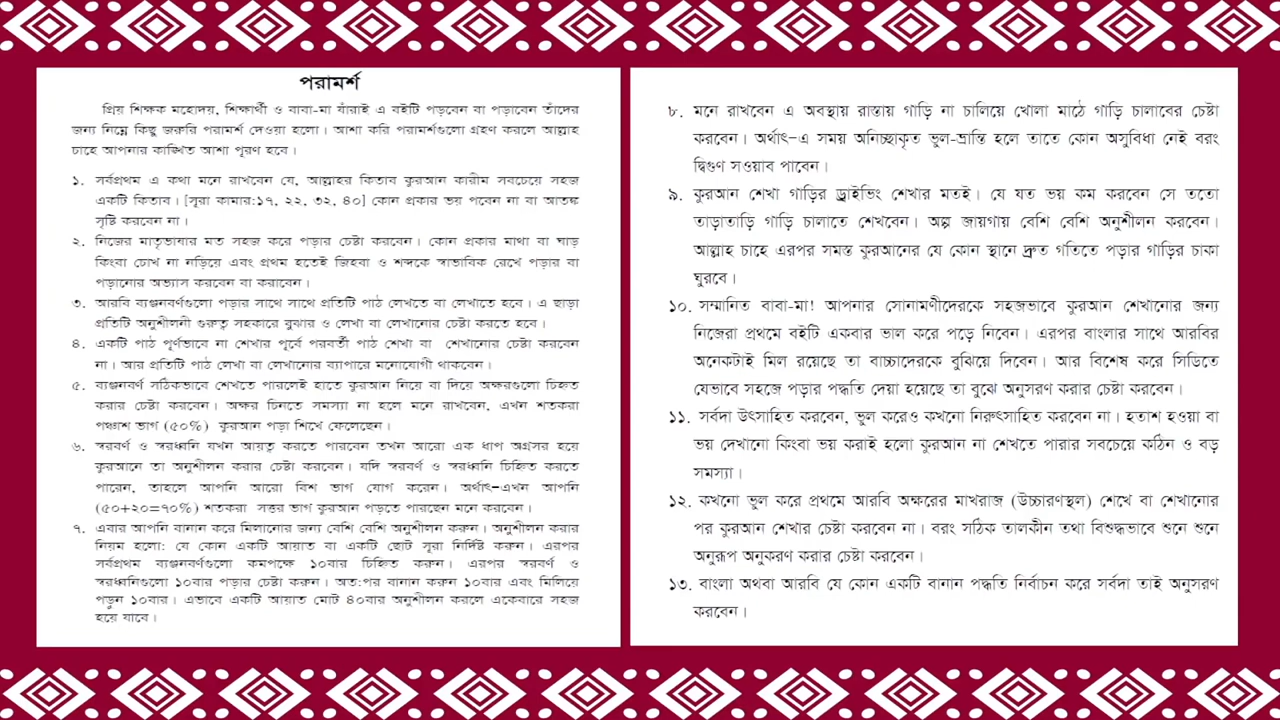 পরামর্শ
প্রিয় শিক্ষক মহোদয়, শিক্ষার্থী ও বাবা-মা যাঁরাই এ বইটি পড়বেন বা পড়াবেন তাঁদের
জন্য নিম্নে কিছু জরুরি পরামর্শ দেওয়া হলো। আশা করি পরামর্শগুলো গ্রহণ করলে আল্লাহ
চাহে আপনার কাঙ্খিত আশা পূরণ হবে।
১. সর্বপ্রথম এ কথা মনে রাখবেন যে, আল্লাহর কিতাব কুরআন কারীম সবচেয়ে সহজ
একটি কিতাব। [সূরা কামার:১৭, ২২, ৩২, ৪০] কোন প্রকার ভয় পবেন না বা আতঙ্ক
সৃষ্টি করবেন না।
২. নিজের মাতৃভাষার মত সহজ করে পড়ার চেষ্টা করবেন। কোন প্রকার মাথা বা ঘাড়
কিংবা চোখ না নড়িয়ে এবং প্রথম হতেই জিহবা ও শব্দকে স্বাভাবিক রেখে পড়ার বা
পড়ানোর অভ্যাস করবেন বা করাবেন।
৩. আরবি ব্যঞ্জনবর্ণগুলো পড়ার সাথে সাথে প্রতিটি পাঠ লেখতে বা লেখাতে হবে। এ ছাড়া
প্রতিটি অনুশীলনী গুরুত্ব সহকারে বুঝার ও লেখা বা লেখানোর চেষ্টা করতে হবে।
৪. একটি পাঠ পূর্ণভাবে না শেখার পূর্বে পরবর্তী পাঠ শেখা বা শেখানোর চেষ্টা করবেন
না। আর প্রতিটি পাঠ লেখা বা লেখানোর ব্যাপারে মনোযোগী থাকবেন।
৫. ব্যঞ্জনবর্ণ সঠিকভাবে শেখতে পারলেই হাতে কুরআন নিয়ে বা দিয়ে অক্ষরগুলো চিহ্নিত
করার চেষ্টা করবেন। অক্ষর চিনতে সমস্যা না হলে মনে রাখবেন, এখন শতকরা
পঞ্চাশ ভাগ (৫০%) কুরআন পড়া শিখে ফেলেছেন।
৬. স্বরবর্ণ ও স্বরধ্বনি যখন আয়ত্ব করতে পারবেন তখন আরো এক ধাপ অগ্রসর হয়ে
কুরআনে তা অনুশীলন করার চেষ্টা করবেন। যদি স্বরবর্ণ ও স্বরধ্বনি চিহ্নিত করতে
পারেন, তাহলে আপনি আরো বিশ ভাগ যোগ করেন। অর্থাৎ-এখন আপনি
(৫০+২০=৭০%) শতকরা সত্তর ভাগ কুরআন পড়তে পারছেন মনে করবেন।
৭. এবার আপনি বানান করে মিলানোর জন্য বেশি বেশি অনুশীলন করুন। অনুশীলন করার
নিয়ম হলো: যে কোন একটি আয়াত বা একটি ছোট সূরা নির্দিষ্ট করুন। এরপর
সর্বপ্রথম ব্যঞ্জনবর্ণগুলো কমপক্ষে ১০বার চিহ্নিত করুন। এরপর স্বরবর্ণ ও
স্বরধ্বনিগুলো ১০বার পড়ার চেষ্টা করুন। অত:পর বানান করুন ১০বার এবং মিলিয়ে
পড়ুন ১০বার। এভাবে একটি আয়াত মোট ৪০বার অনুশীলন করলে একেবারে সহজ
হয়ে যাবে।
৮. মনে রাখবেন এ অবস্থায় রাস্তায় গাড়ি না চালিয়ে খোলা মাঠে গাড়ি চালাবের চেষ্টা
করবেন। অর্থাৎ-এ সময় অনিচ্ছাকৃত ভুল-ভ্রান্তি হলে তাতে কোন অসুবিধা নেই বরং
দ্বিগুণ সওয়াব পাবেন।
৯. কুরআন শেখা গাড়ির ড্রাইভিং শেখার মতই। যে যত ভয় কম করবেন সে ততো
তাড়াতাড়ি গাড়ি চালাতে শেখবেন। অল্প জায়গায় বেশি বেশি অনুশীলন করবেন।
আল্লাহ চাহে এরপর সমস্ত কুরআনের যে কোন স্থানে দ্রুত গতিতে পড়ার গাড়ির চাকা
ঘুরবে।
১০. সম্মানিত বাবা-মা! আপনার সোনামণীদেরকে সহজভাবে কুরআন শেখানোর জন্য
নিজেরা প্রথমে বইটি একবার ভাল করে পড়ে নিবেন। এরপর বাংলার সাথে আরবির
অনেকটাই মিল রয়েছে তা বাচ্চাদেরকে বুঝিয়ে দিবেন। আর বিশেষ করে সিডিতে
যেভাবে সহজে পড়ার পদ্ধতি দেয়া হয়েছে তা বুঝে অনুসরণ করার চেষ্টা করবেন।
১১. সর্বদা উৎসাহিত করবেন, ভুল করেও কখনো নিরুৎসাহিত করবেন না। হতাশ হওয়া বা
ভয় দেখানো কিংবা ভয় করাই হলো কুরআন না শেখতে পারার সবচেয়ে কঠিন ও বড়
সমস্যা।
১২. কখনো ভুল করে প্রথমে আরবি অক্ষরের মাখরাজ (উচ্চারণস্থল) শেখে বা শেখানোর
পর কুরআন শেখার চেষ্টা করবেন না। বরং সঠিক তালকীন তথা বিশুদ্ধভাবে শুনে শুনে
অনুরূপ অনুকরণ করার চেষ্টা করবেন।
১৩. বাংলা অথবা আরবি যে কোন একটি বানান পদ্ধতি নির্বাচন করে সর্বদা তাই অনুসরণ
করবেন।